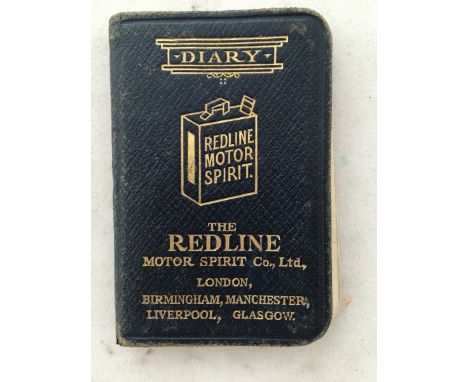 DIARY
REDLINE
MOTOR
SPIRIT.
THE
REDLINE
MOTOR SPIRIT Co., Ltd.,
LONDON,
BIRMINGHAM, MANCHESTER,
LIVERPOOL, GLASGOW.